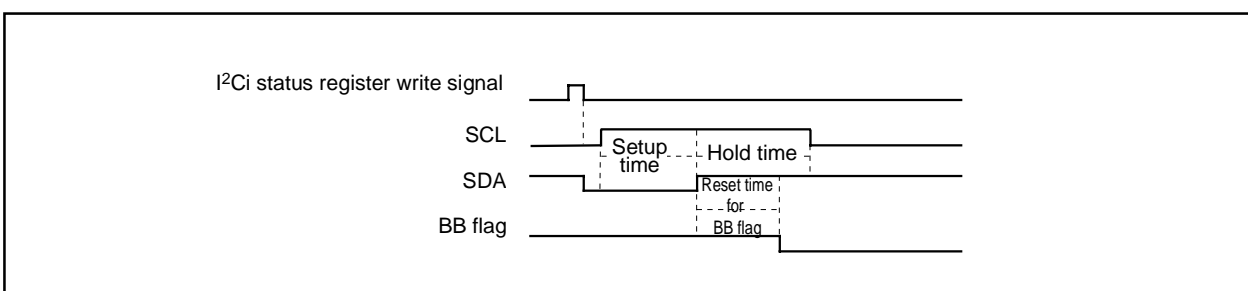 I²Ci status register write signal
SCL
Setup
time
Hold time
SDA
Reset time
for
BB flag
BB flag